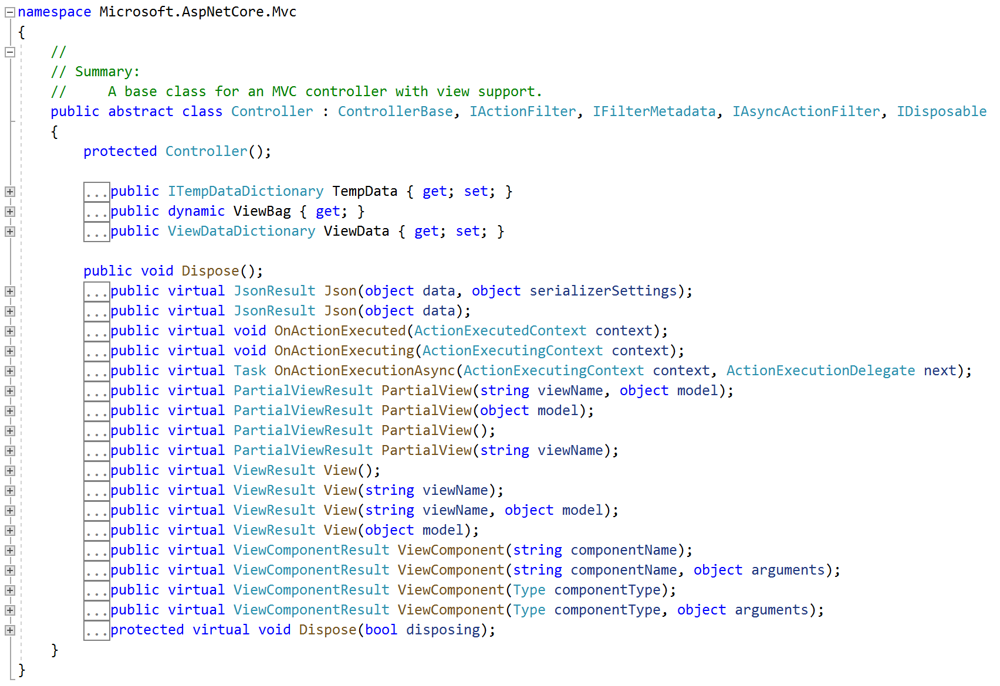 namespace Microsoft.AspNetCore.Mvc
{
    //
    // Summary:
    //     A base class for an MVC controller with view support.
    public abstract class Controller : ControllerBase, IActionFilter, IFilterMetadata, IAsyncActionFilter, IDisposable
    {
        protected Controller();

        ...public ITempDataDictionary TempData { get; set; }
        ...public dynamic ViewBag { get; }
        ...public ViewDataDictionary ViewData { get; set; }

        public void Dispose();
        ...public virtual JsonResult Json(object data, object serializerSettings);
        ...public virtual JsonResult Json(object data);
        ...public virtual void OnActionExecuted(ActionExecutedContext context);
        ...public virtual void OnActionExecuting(ActionExecutingContext context);
        ...public virtual Task OnActionExecutionAsync(ActionExecutingContext context, ActionExecutionDelegate next);
        ...public virtual PartialViewResult PartialView(string viewName, object model);
        ...public virtual PartialViewResult PartialView(object model);
        ...public virtual PartialViewResult PartialView();
        ...public virtual PartialViewResult PartialView(string viewName);
        ...public virtual ViewResult View();
        ...public virtual ViewResult View(string viewName);
        ...public virtual ViewResult View(string viewName, object model);
        ...public virtual ViewResult View(object model);
        ...public virtual ViewComponentResult ViewComponent(string componentName);
        ...public virtual ViewComponentResult ViewComponent(string componentName, object arguments);
        ...public virtual ViewComponentResult ViewComponent(Type componentType);
        ...public virtual ViewComponentResult ViewComponent(Type componentType, object arguments);
        ...protected virtual void Dispose(bool disposing);
    }
}